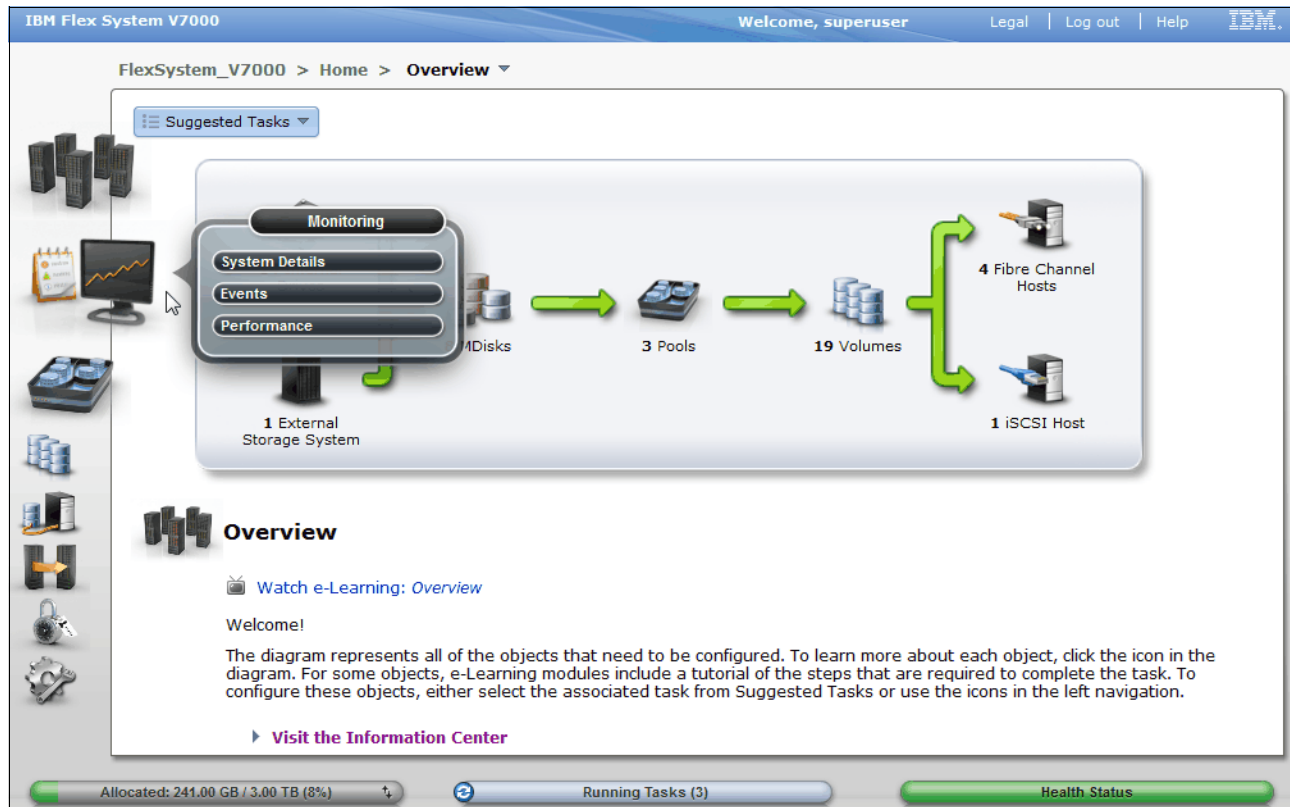 IBM Flex System V7000
Welcome, superuser
Legal | Log out | Help
IBM.
FlexSystem_V7000 > Home > Overview
Suggested Tasks
Monitoring
System Details
Events
Performance
MDisks
3 Pools
19 Volumes
4 Fibre Channel
Hosts
1 External
Storage System
1 iSCSI Host
Overview
Watch e-Learning: Overview
Welcome!
The diagram represents all of the objects that need to be configured. To learn more about each object, click the icon in the
diagram. For some objects, e-Learning modules include a tutorial of the steps that are required to complete the task. To
configure these objects, either select the associated task from Suggested Tasks or use the icons in the left navigation.
Visit the Information Center
Allocated: 241.00 GB / 3.00 TB (8%)
Running Tasks (3)
Health Status